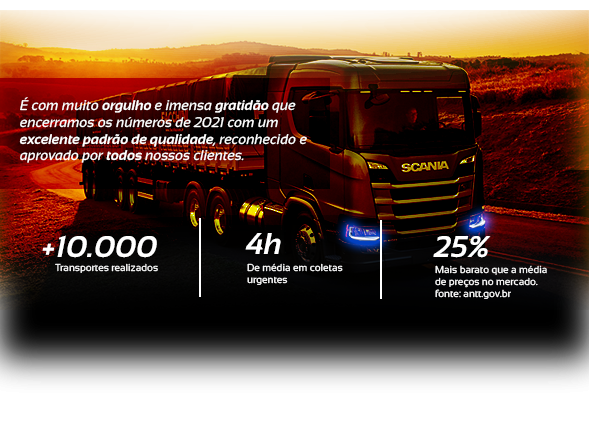 É com muito orgulho e imensa gratidão que
encerramos os números de 2021 com um
excelente padrão de qualidade, reconhecido e
aprovado por todos nossos clientes.
SCANIA
+10.000
Transportes realizados
4h
De média em coletas
urgentes
25%
Mais barato que a média
de preços no mercado.
fonte: antt.gov.br